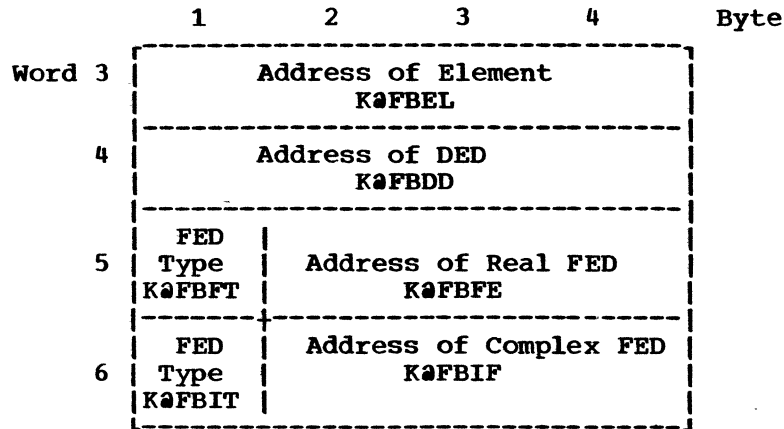 1 2 3 4 Byte
Word 3 Address of Element
K@FBEL
4 Address of DED
K@FBDD
FED
5 Type Address of Real FED
K@FBFT K@FBFE
FED Address of Complex FED
6 Type K@FBIF
K@FBIT